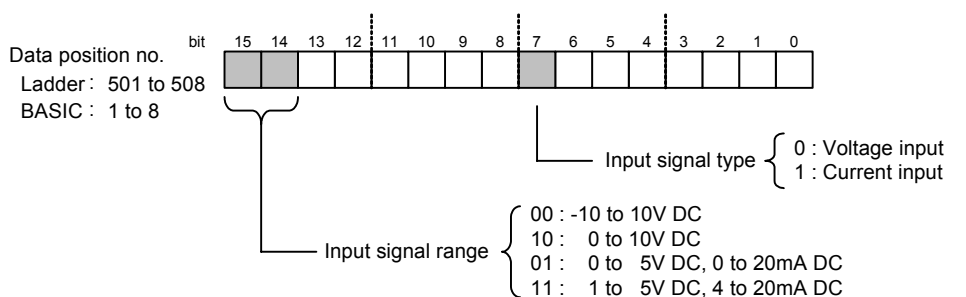 bit 15 14 13 12 11 10 9 8 7 6 5 4 3 2 1 0
Data position no.
Ladder : 501 to 508
BASIC : 1 to 8
Input signal type
0 : Voltage input
1 : Current input
Input signal range
00 : -10 to 10V DC
10 : 0 to 10V DC
01 : 0 to 5V DC, 0 to 20mA DC
11 : 1 to 5V DC, 4 to 20mA DC